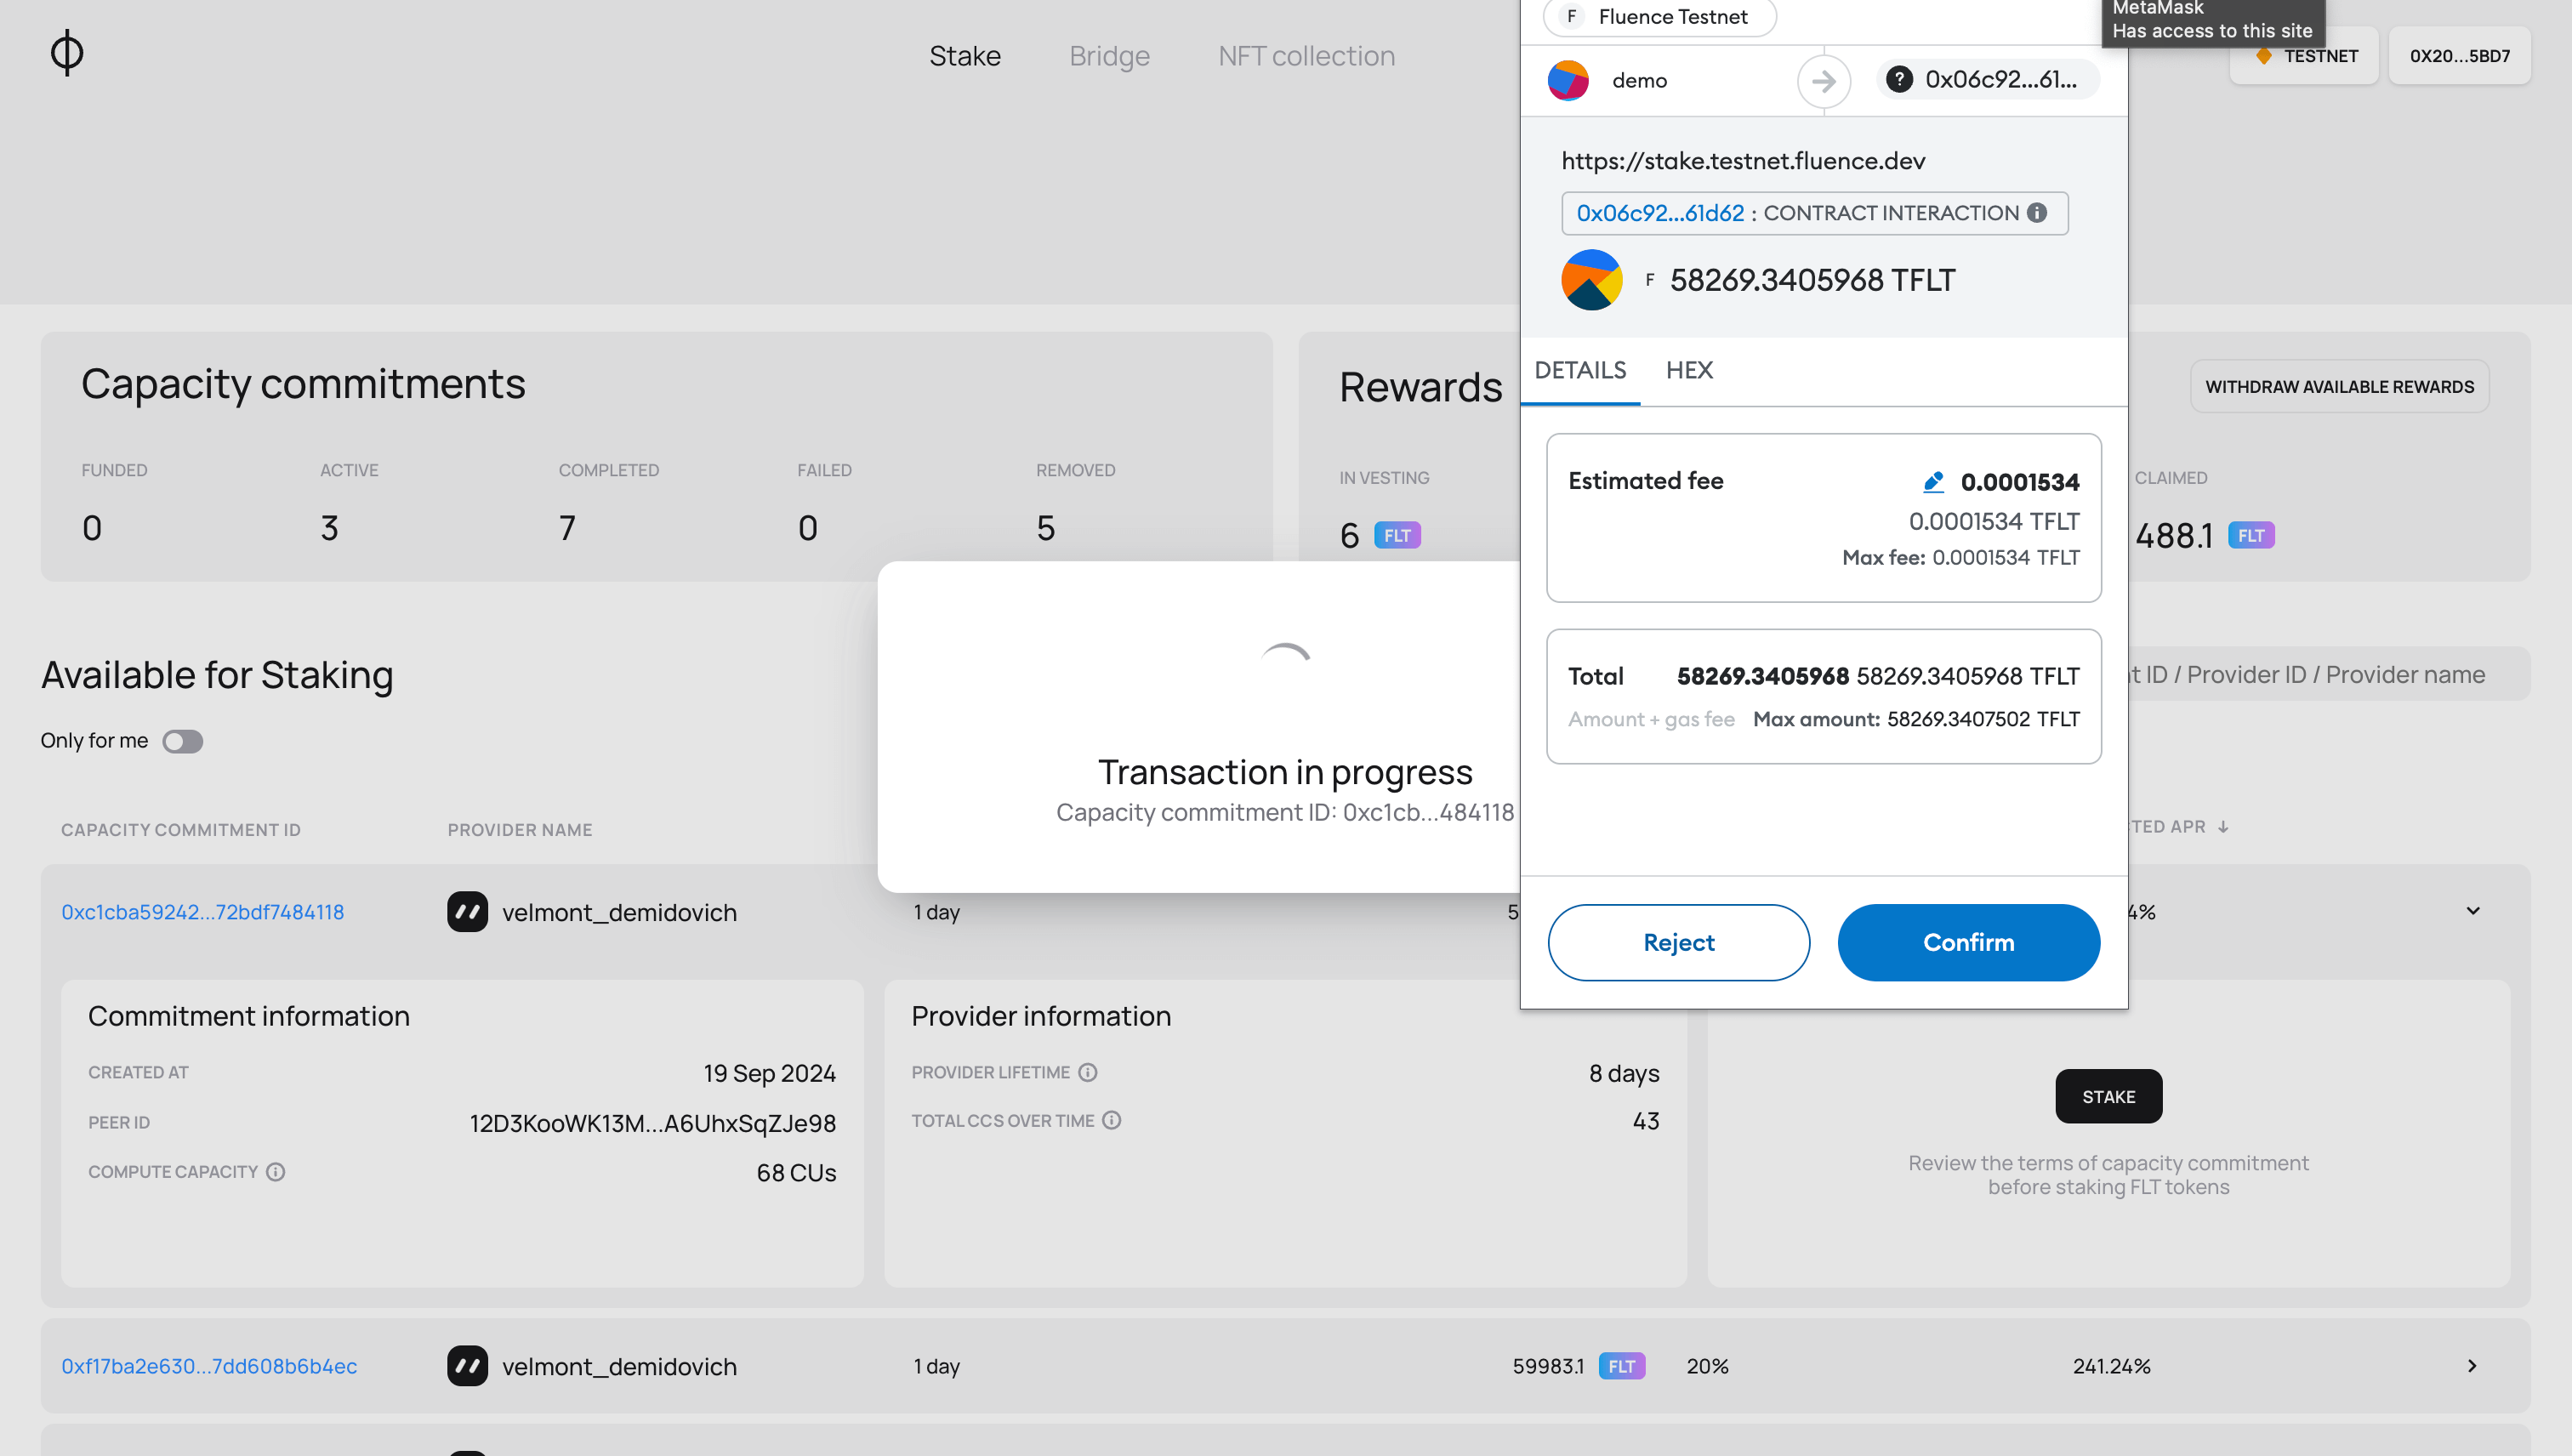 Stake
Bridge
NFT collection
F Fluence Testnet
MetaMask
Has access to this site
TESTNET
0X20...5BD7
demo
? 0x06c92...61...
https://stake.testnet.fluence.dev
0x06c92...61d62 : CONTRACT INTERACTION
F 58269.3405968 TFLT
DETAILS
HEX
Estimated fee 0.0001534
0.0001534 TFLT
Max fee: 0.0001534 TFLT
Total 58269.3405968 58269.3405968 TFLT
Amount + gas fee Max amount: 58269.3407502 TFLT
Reject
Confirm
Capacity commitments
FUNDED
0
ACTIVE
3
COMPLETED
7
FAILED
0
REMOVED
5
Rewards
WITHDRAW AVAILABLE REWARDS
IN VESTING
6 FLT
CLAIMED
488.1 FLT
Transaction in progress
Capacity commitment ID: 0xc1cb...484118
Available for Staking
t ID / Provider ID / Provider name
Only for me
CAPACITY COMMITMENT ID
PROVIDER NAME
TED APR
0xc1cba59242...72bdf7484118
velmont_demidovich
1 day
5
4%
Commitment information
CREATED AT
19 Sep 2024
PEER ID
12D3KooWK13M...A6UhxSqZJe98
COMPUTE CAPACITY
68 CUs
Provider information
PROVIDER LIFETIME
8 days
TOTAL CCS OVER TIME
43
STAKE
Review the terms of capacity commitment
before staking FLT tokens
0xf17ba2e630...7dd608b6b4ec
velmont_demidovich
1 day
59983.1 FLT
20%
241.24%